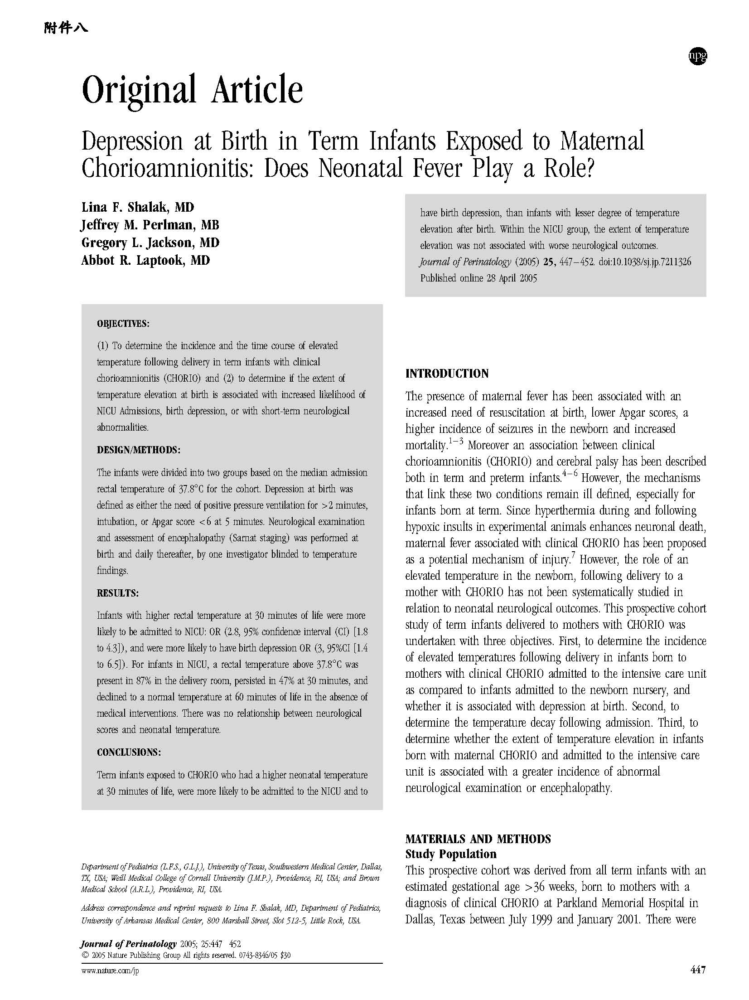 附件八
npg
Original Article
Depression at Birth in Term Infants Exposed to Maternal
Chorioamnionitis: Does Neonatal Fever Play a Role?
Lina F. Shalak, MD
Jeffrey M. Perlman, MB
Gregory L. Jackson, MD
Abbot R. Laptook, MD
OBJECTIVES:
(1) To determine the incidence and the time course of elevated
temperature following delivery in term infants with clinical
chorioamnionitis (CHORIO) and (2) to determine if the extent of
temperature elevation at birth is associated with increased likelihood of
NICU Admissions, birth depression, or with short-term neurological
abnormalities.
DESIGN/METHODS:
The infants were divided into two groups based on the median admission
rectal temperature of 37.8°C for the cohort. Depression at birth was
defined as either the need of positive pressure ventilation for >2 minutes,
intubation, or Apgar score <6 at 5 minutes. Neurological examination
and assessment of encephalopathy (Sarnat staging) was performed at
birth and daily thereafter, by one investigator blinded to temperature
findings.
RESULTS:
Infants with higher rectal temperature at 30 minutes of life were more
likely to be admitted to NICU: OR (2.8, 95% confidence interval (CI) [1.8
to 4.3]), and were more likely to have birth depression OR (3, 95%CI [1.4
to 6.5]). For infants in NICU, a rectal temperature above 37.8°C was
present in 87% in the delivery room, persisted in 47% at 30 minutes, and
declined to a normal temperature at 60 minutes of life in the absence of
medical interventions. There was no relationship between neurological
scores and neonatal temperature.
CONCLUSIONS:
Term infants exposed to CHORIO who had a higher neonatal temperature
at 30 minutes of life, were more likely to be admitted to the NICU and to
have birth depression, than infants with lesser degree of temperature
elevation after birth. Within the NICU group, the extent of temperature
elevation was not associated with worse neurological outcomes.
Journal of Perinatology (2005) 25, 447–452. doi:10.1038/sj.jp.7211326
Published online 28 April 2005
INTRODUCTION
The presence of maternal fever has been associated with an
increased need of resuscitation at birth, lower Apgar scores, a
higher incidence of seizures in the newborn and increased
mortality.1–3 Moreover an association between clinical
chorioamnionitis (CHORIO) and cerebral palsy has been described
both in term and preterm infants.4–6 However, the mechanisms
that link these two conditions remain ill defined, especially for
infants born at term. Since hyperthermia during and following
hypoxic insults in experimental animals enhances neuronal death,
maternal fever associated with clinical CHORIO has been proposed
as a potential mechanism of injury.7 However, the role of an
elevated temperature in the newborn, following delivery to a
mother with CHORIO has not been systematically studied in
relation to neonatal neurological outcomes. This prospective cohort
study of term infants delivered to mothers with CHORIO was
undertaken with three objectives. First, to determine the incidence
of elevated temperatures following delivery in infants born to
mothers with clinical CHORIO admitted to the intensive care unit
as compared to infants admitted to the newborn nursery, and
whether it is associated with depression at birth. Second, to
determine the temperature decay following admission. Third, to
determine whether the extent of temperature elevation in infants
born with maternal CHORIO and admitted to the intensive care
unit is associated with a greater incidence of abnormal
neurological examination or encephalopathy.
MATERIALS AND METHODS
Study Population
This prospective cohort was derived from all term infants with an
estimated gestational age >36 weeks, born to mothers with a
diagnosis of clinical CHORIO at Parkland Memorial Hospital in
Dallas, Texas between July 1999 and January 2001. There were
Department of Pediatrics (L.F.S., G.L.J.), University of Texas, Southwestern Medical Center, Dallas,
TX, USA; Weill Medical College of Cornell University (J.M.P.), Providence, RI, USA; and Brown
Medical School (A.R.L.), Providence, RI, USA.
Address correspondence and reprint requests to Lina F. Shalak, MD, Department of Pediatrics,
University of Arkansas Medical Center, 800 Marshall Street, Slot 512-5, Little Rock, USA.
Journal of Perinatology 2005; 25:447 452
© 2005 Nature Publishing Group All rights reserved. 0743-8346/05 $30
www.nature.com/jp
447